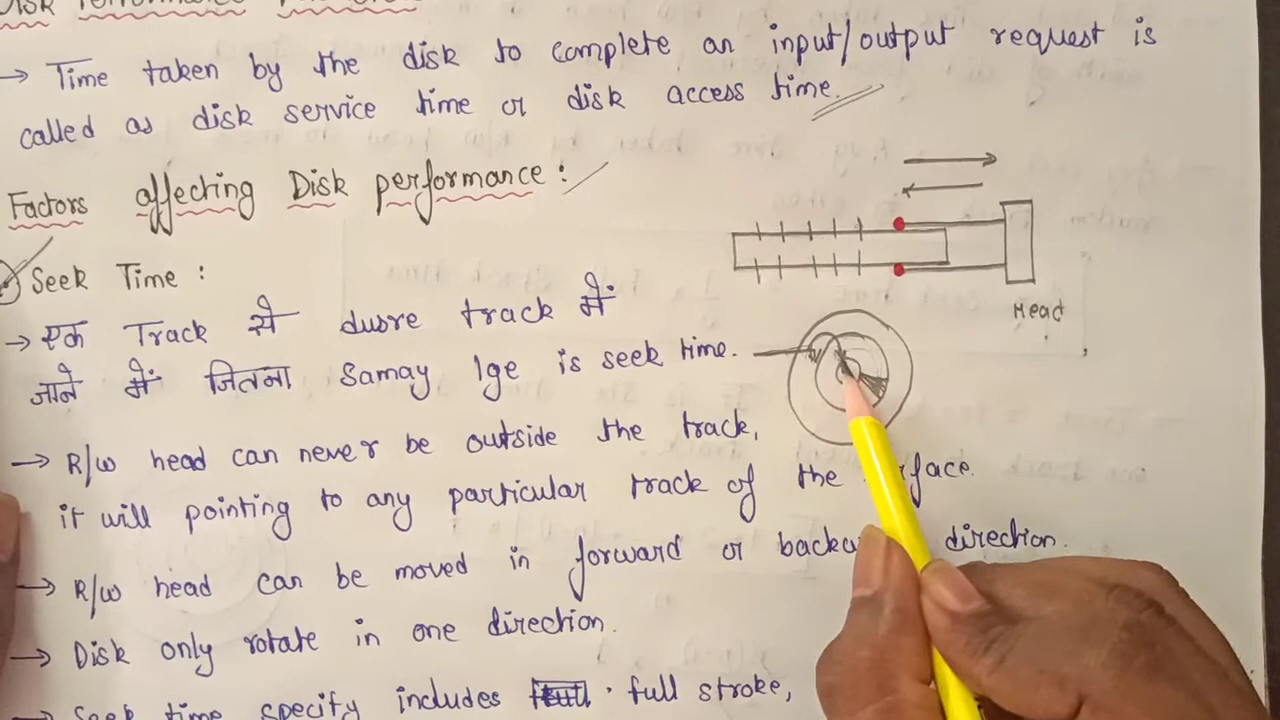 Disk Performance
→ Time taken by the disk to complete an input/output request is
called as disk service time or disk access time.
Factors affecting Disk performance :
Seek Time :
→ एक Track से dusre track में
जाने में जितना Samay lge is seek time.
Head
→ R/W head can never be outside the track,
it will pointing to any particular track of the
→ R/W head can be moved in forward or direction.
→ Disk only rotate in one direction.
→ Seek time specify includes full stroke,